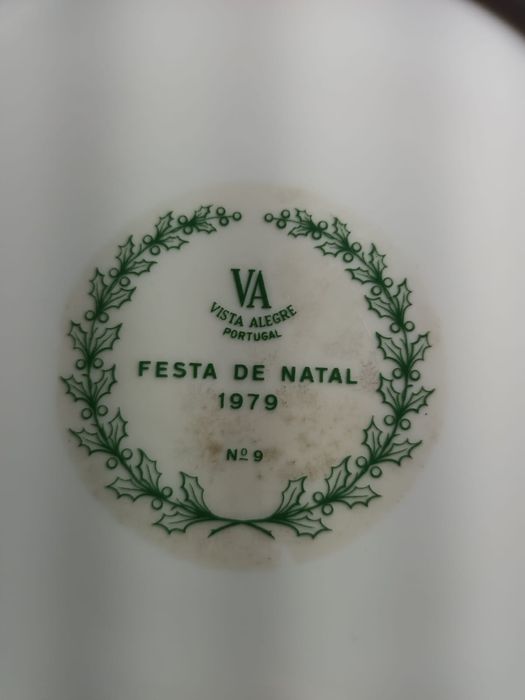 VA
VISTA ALEGRE
PORTUGAL
FESTA DE NATAL
1979
Nº 9